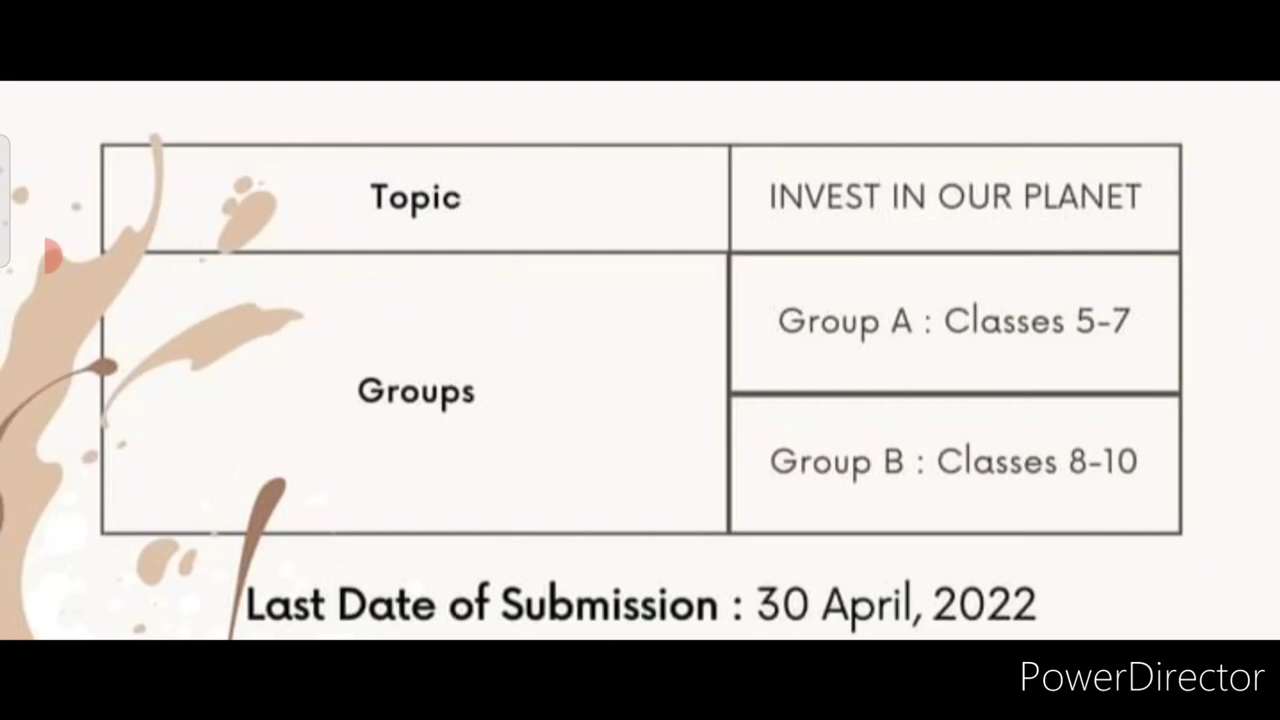 Topic
INVEST IN OUR PLANET
Groups
Group A : Classes 5-7
Group B : Classes 8-10
Last Date of Submission : 30 April, 2022
PowerDirector